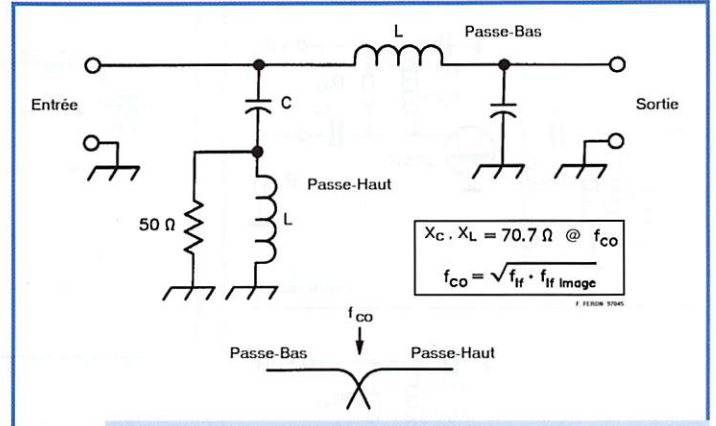 L
Passe-Bas
Entrée
C
Sortie
Passe-Haut
50 Ω
L
X_C , X_L = 70.7 Ω @ f_co
f_co = √f_If · f_If Image
F. FERON 97045
f_co
Passe-Bas
Passe-Haut